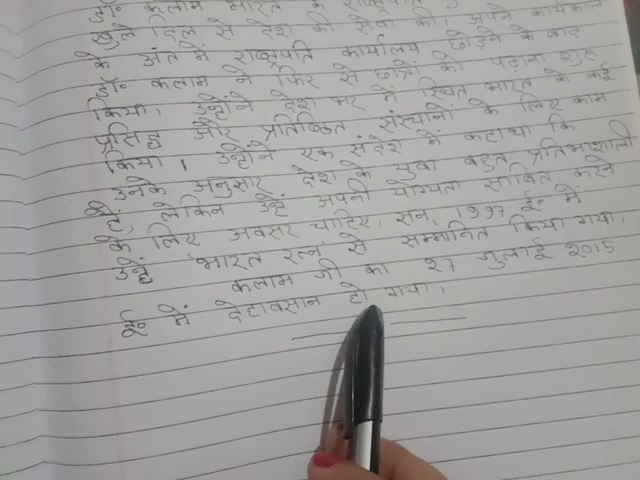 डॉ॰ कलाम भारत के राष्ट्रपति
खुले दिल से देश की सेवा की, अपने कार्यकाल
के अंत में राष्ट्रपति कार्यालय छोड़ने के बाद
डॉ॰ कलाम ने फिर से छात्रों को पढ़ाना शुरू
किया, उन्होंने देश भर में स्थित भारत के कई
प्रसिद्ध और प्रतिष्ठित संस्थानों के लिए काम
किया। उन्होंने एक संदेश में कहाथा कि
उनके अनुसार देश के युवा बहुत प्रतिभाशाली
है, लेकिन उन्हें अपनी योग्यता साबित करने
के लिए अवसर चाहिए, सन, 1997 ई॰ में
उन्हें 'भारत रत्न' से सम्मानित किया गया,
कलाम जी का 27 जुलाई 2015
ई॰ में देहावसान हो गया,